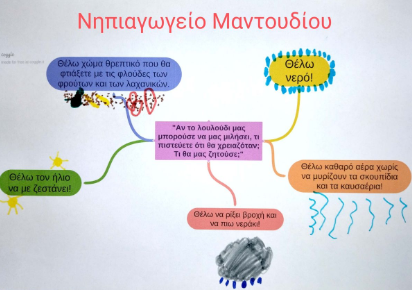 Νηπιαγωγείο Μαντουδίου
Θέλω χώμα θρεπτικό που θα
φτιάξετε με τις φλούδες των
φρούτων και των λαχανικών.
Θέλω
νερό!
"Αν το λουλούδι μας
μπορούσε να μας μιλήσει, τι
πιστεύετε ότι θα χρειαζόταν;
Τι θα μας ζητούσε;"
Θέλω τον ήλιο
να με ζεστάνει!
Θέλω καθαρό αέρα χωρίς
να μυρίζουν τα σκουπίδια
και τα καυσαέρια!
Θέλω να ρίξει βροχή και
να πιω νεράκι!